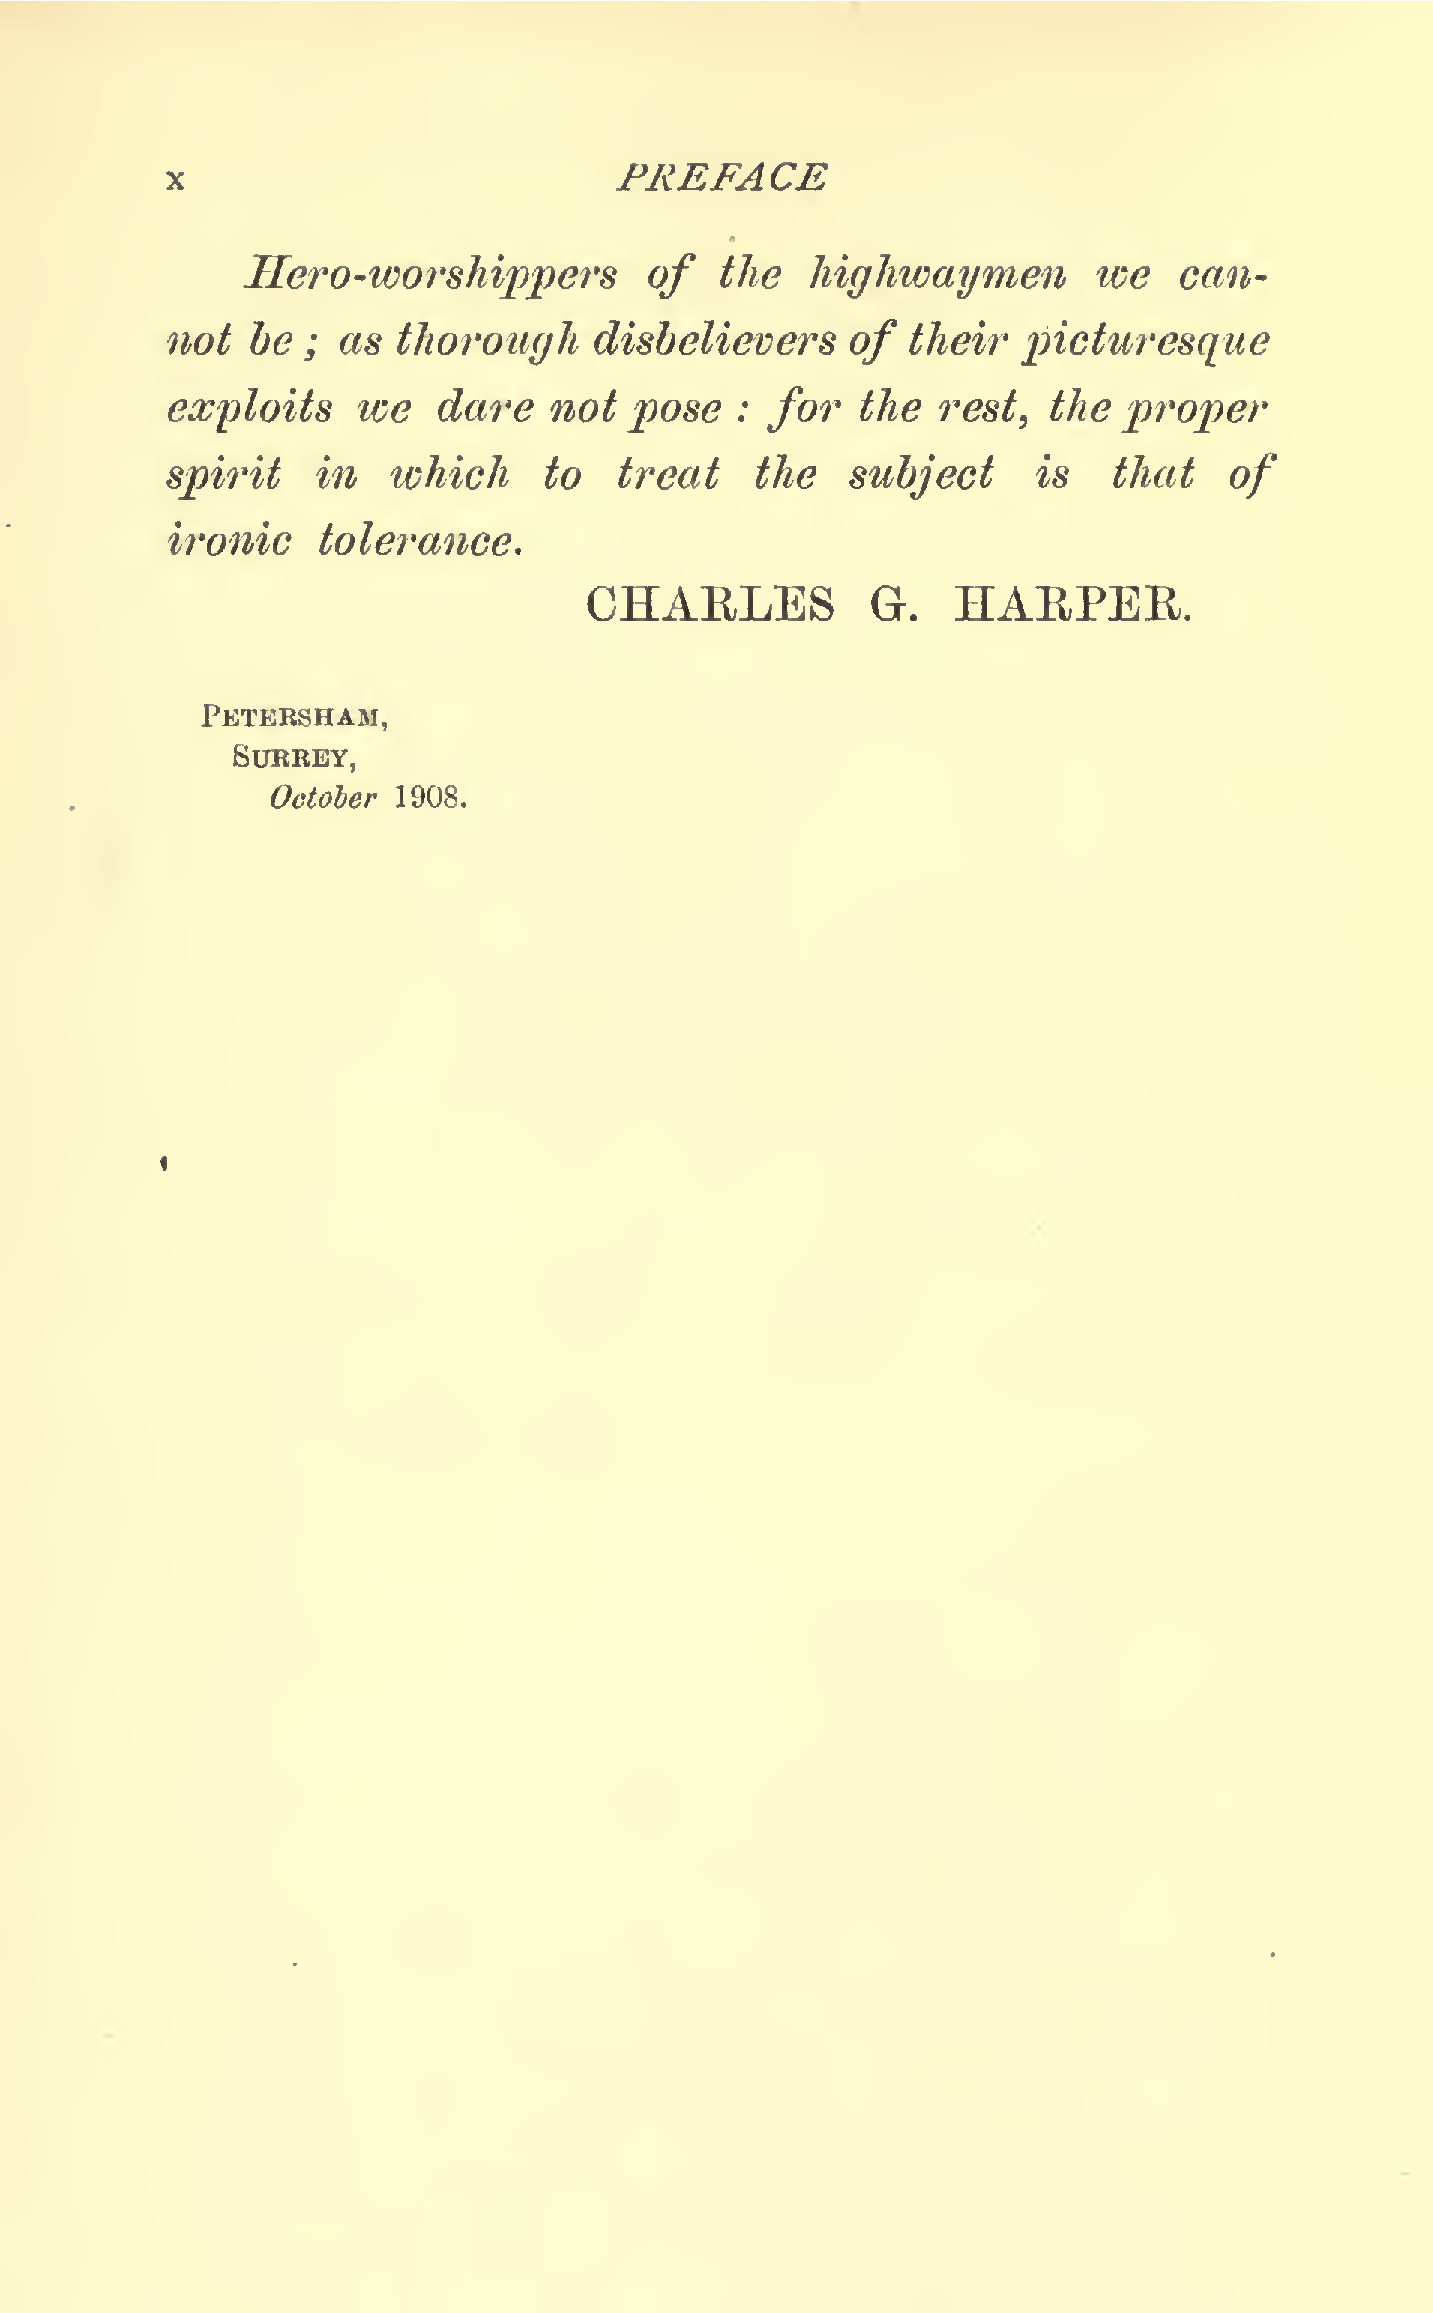 x PREFACE
Hero-worshippers of the highwaymen we can-
not be ; as thorough disbelievers of their picturesque
exploits we dare not pose : for the rest, the proper
spirit in which to treat the subject is that of
ironic tolerance.
CHARLES G. HARPER.
PETERSHAM,
SURREY,
October 1908.